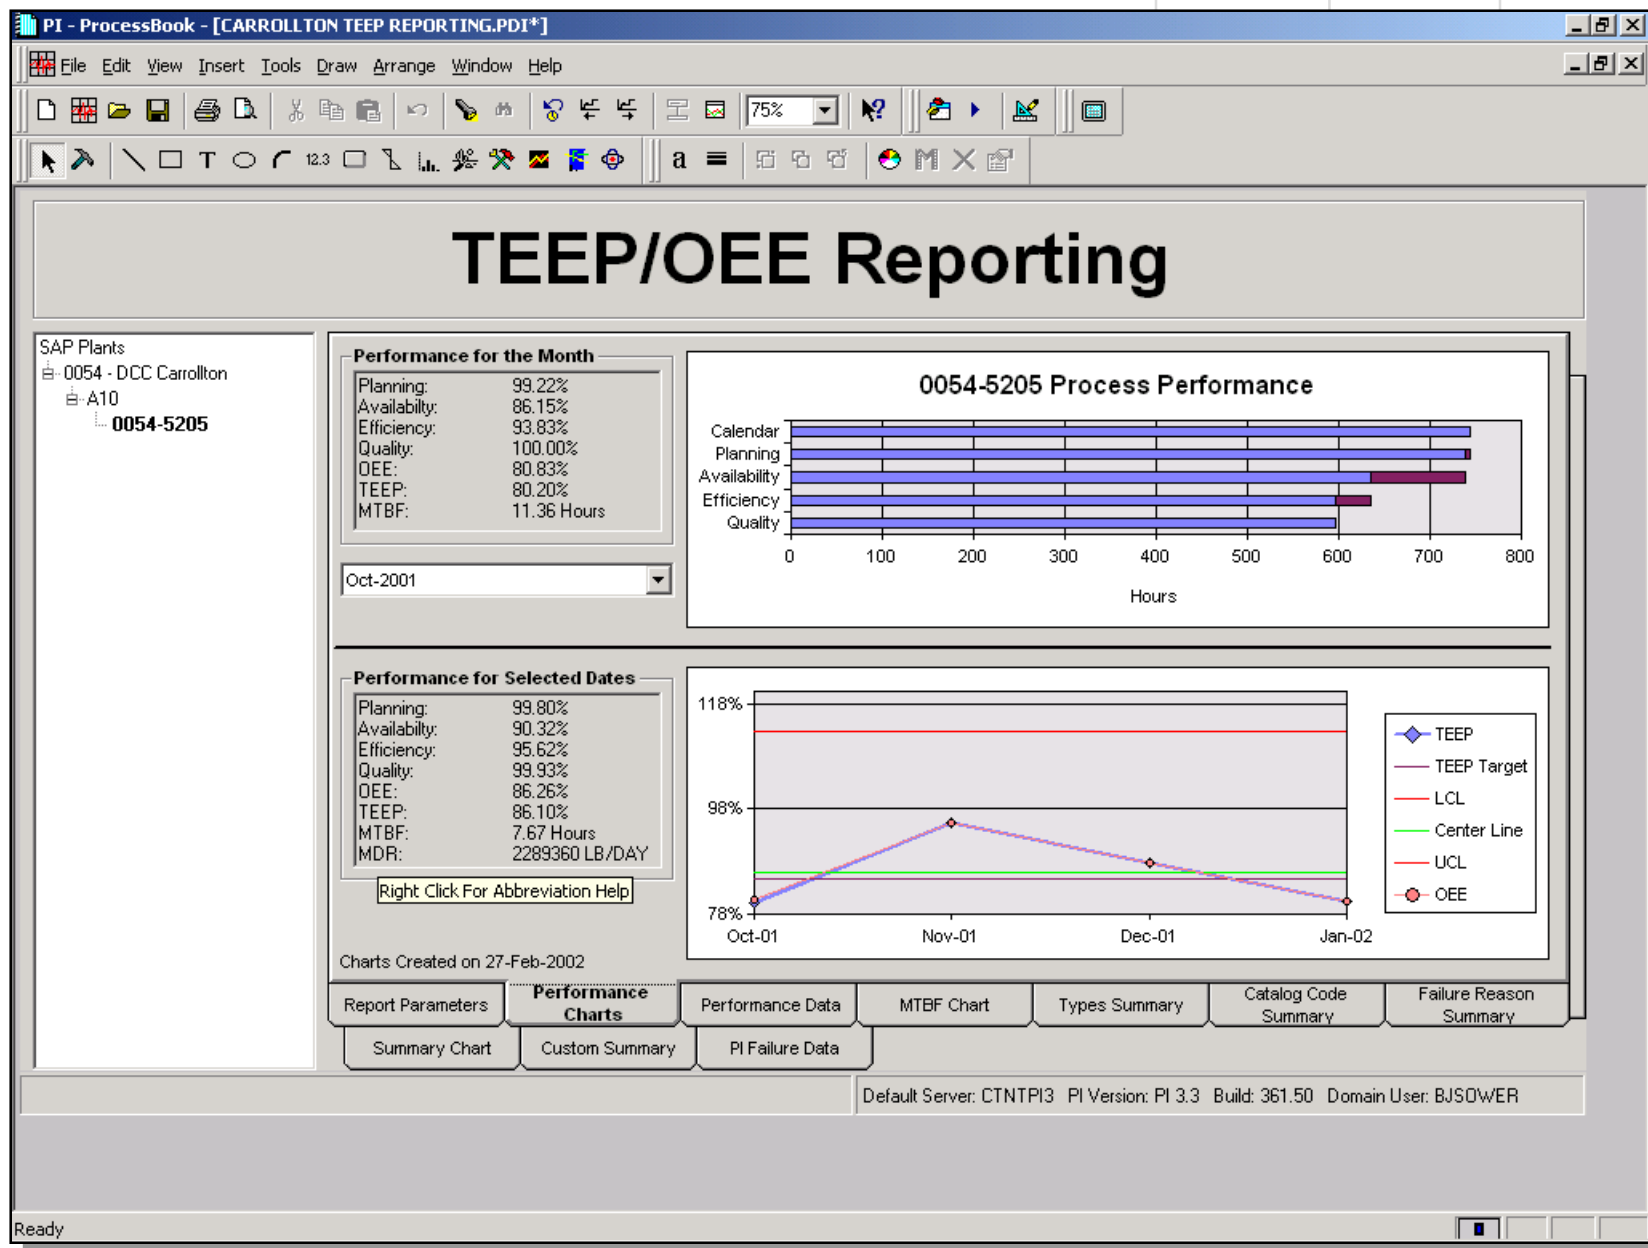 PI - ProcessBook - [CARROLLTON TEEP REPORTING.PDI*]
File Edit View Insert Tools Draw Arrange Window Help
75%
T 12.3 a
TEEP/OEE Reporting
SAP Plants
0054 - DCC Carrollton
A10
0054-5205
Performance for the Month
Planning: 99.22%
Availabilty: 86.15%
Efficiency: 93.83%
Quality: 100.00%
OEE: 80.83%
TEEP: 80.20%
MTBF: 11.36 Hours
Oct-2001
0054-5205 Process Performance
Calendar
Planning
Availability
Efficiency
Quality
0 100 200 300 400 500 600 700 800
Hours
Performance for Selected Dates
Planning: 99.80%
Availabilty: 90.32%
Efficiency: 95.62%
Quality: 99.93%
OEE: 86.26%
TEEP: 86.10%
MTBF: 7.67 Hours
MDR: 2289360 LB/DAY
Right Click For Abbreviation Help
Charts Created on 27-Feb-2002
118%
98%
78%
Oct-01 Nov-01 Dec-01 Jan-02
TEEP
TEEP Target
LCL
Center Line
UCL
OEE
Report Parameters
Performance
Charts
Performance Data
MTBF Chart
Types Summary
Catalog Code
Summary
Failure Reason
Summary
Summary Chart
Custom Summary
PI Failure Data
Default Server: CTNTPI3 PI Version: PI 3.3 Build: 361.50 Domain User: BJSOWER
Ready